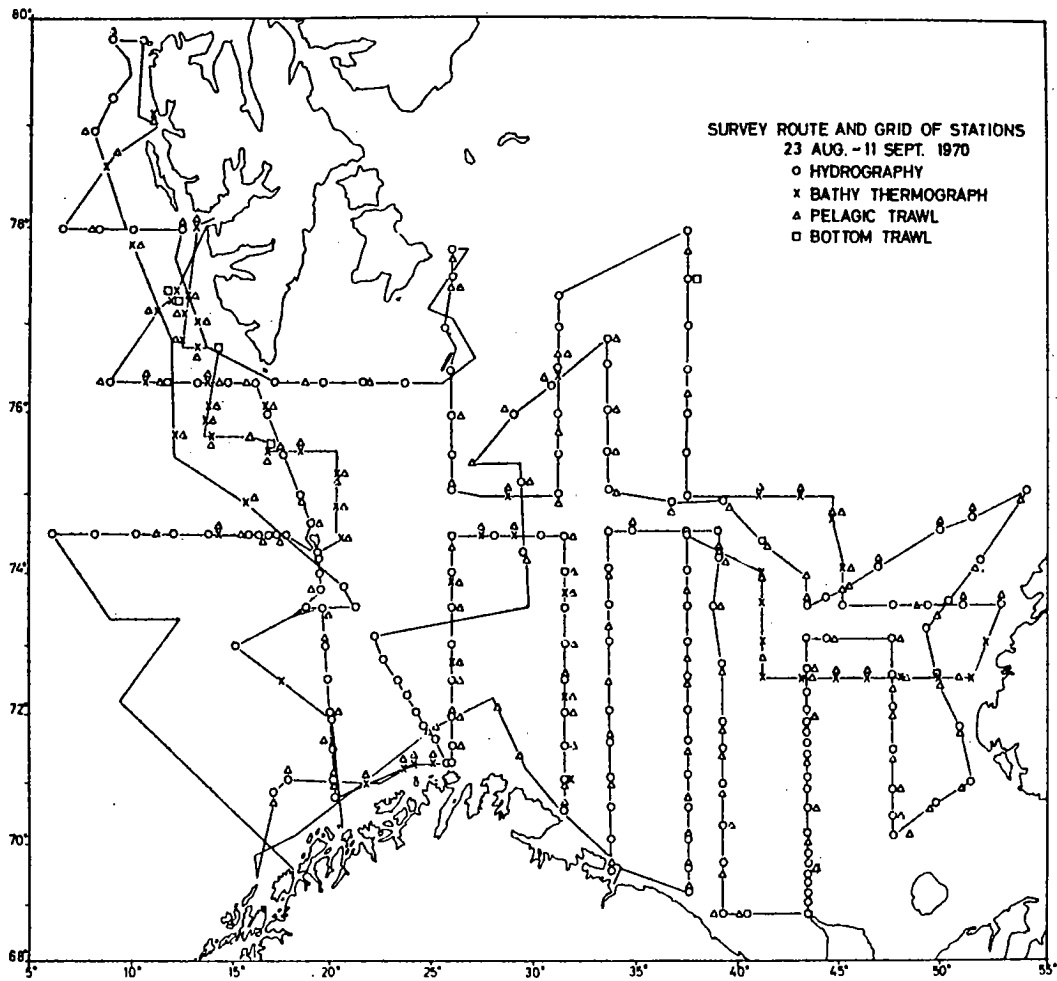 80°
SURVEY ROUTE AND GRID OF STATIONS
23 AUG. - 11 SEPT. 1970
○ HYDROGRAPHY
x BATHY THERMOGRAPH
△ PELAGIC TRAWL
□ BOTTOM TRAWL
78°
76°
74°
72°
70°
68°
5° 10° 15° 20° 25° 30° 35° 40° 45° 50° 55°